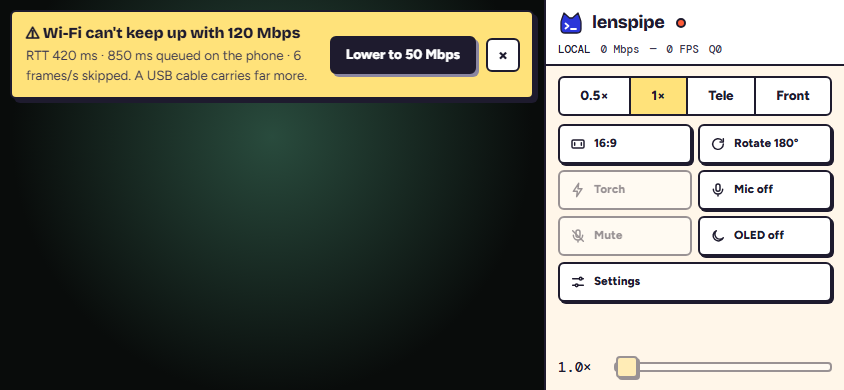 ⚠ Wi-Fi can't keep up with 120 Mbps
RTT 420 ms · 850 ms queued on the phone · 6
frames/s skipped. A USB cable carries far more.
Lower to 50 Mbps
×
lenspipe
LOCAL 0 Mbps — 0 FPS Q0
0.5× 1× Tele Front
16:9 Rotate 180°
Torch Mic off
Mute OLED off
Settings
1.0×